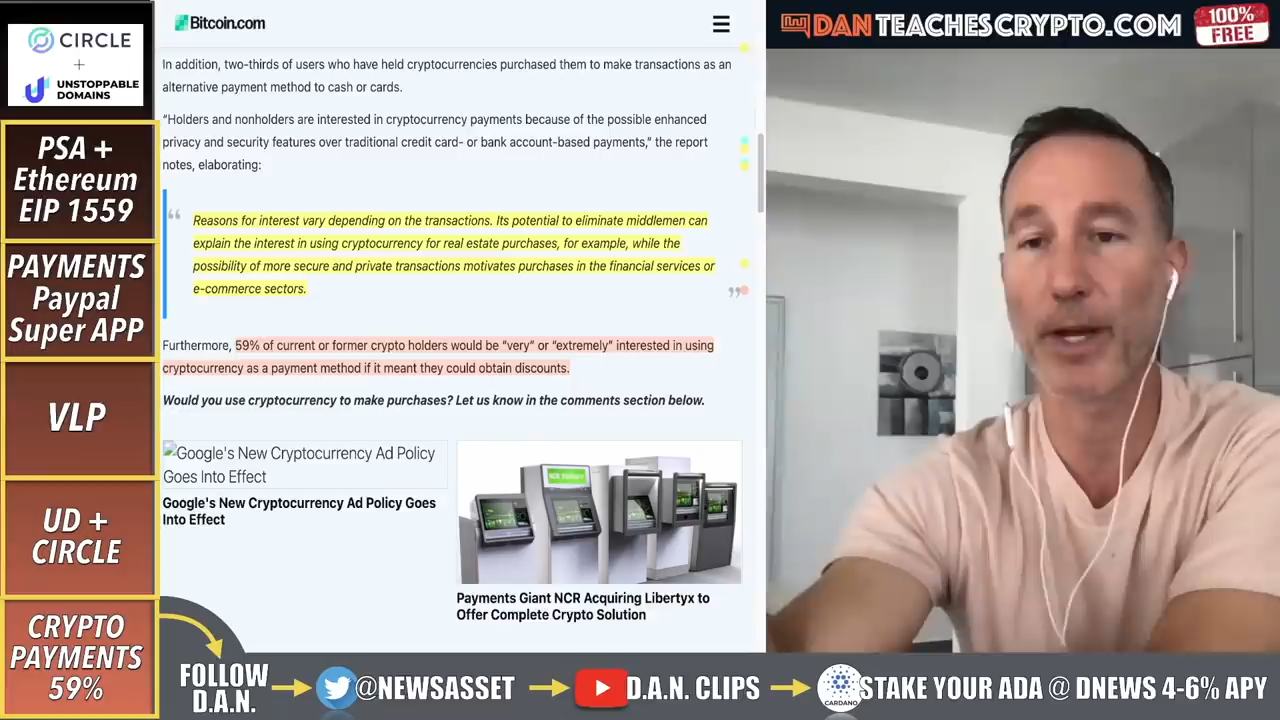 CIRCLE
+
UNSTOPPABLE
DOMAINS
PSA +
Ethereum
EIP 1559
PAYMENTS
Paypal
Super APP
VLP
UD +
CIRCLE
CRYPTO
PAYMENTS
59%
Bitcoin.com
In addition, two-thirds of users who have held cryptocurrencies purchased them to make transactions as an
alternative payment method to cash or cards.
“Holders and nonholders are interested in cryptocurrency payments because of the possible enhanced
privacy and security features over traditional credit card- or bank account-based payments,” the report
notes, elaborating:
“
Reasons for interest vary depending on the transactions. Its potential to eliminate middlemen can
explain the interest in using cryptocurrency for real estate purchases, for example, while the
possibility of more secure and private transactions motivates purchases in the financial services or
e-commerce sectors.
”
Furthermore, 59% of current or former crypto holders would be “very” or “extremely” interested in using
cryptocurrency as a payment method if it meant they could obtain discounts.
Would you use cryptocurrency to make purchases? Let us know in the comments section below.
Google's New Cryptocurrency Ad Policy
Goes Into Effect
Google's New Cryptocurrency Ad Policy Goes
Into Effect
Payments Giant NCR Acquiring Libertyx to
Offer Complete Crypto Solution
DAN TEACHESCRYPTO.COM
100%
FREE
FOLLOW
D.A.N.
@NEWSASSET
D.A.N. CLIPS
CARDANO
STAKE YOUR ADA @ DNEWS 4-6% APY